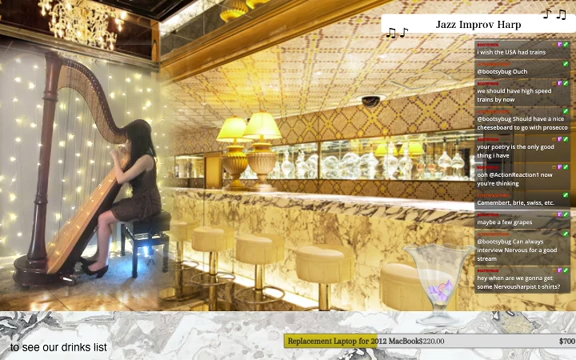 Jazz Improv Harp
i wish the USA had trains
@bootsybug Ouch
we should have high speed
trains by now
@bootsybug Should have a nice
cheeseboard to go with prosecco
your poetry is the only good
thing i have
ooh @ActionReaction1 now
you're thinking
Camembert, brie, swiss, etc.
maybe a few grapes
@bootsybug Can always
interview Nervous for a good
stream
hey when are we gonna get
some Nervousharpist t-shirts?
to see our drinks list
Replacement Laptop for 2012 MacBook$220.00
$700